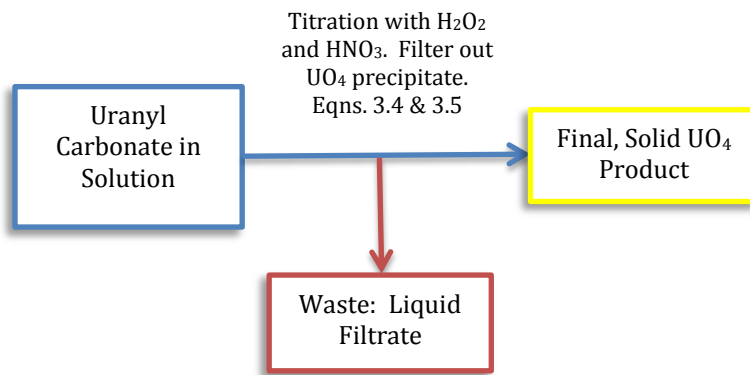 Titration with H₂O₂
and HNO₃.  Filter out
UO₄ precipitate.
Eqns. 3.4 & 3.5
Uranyl
Carbonate in
Solution
Final, Solid UO₄
Product
Waste:  Liquid
Filtrate